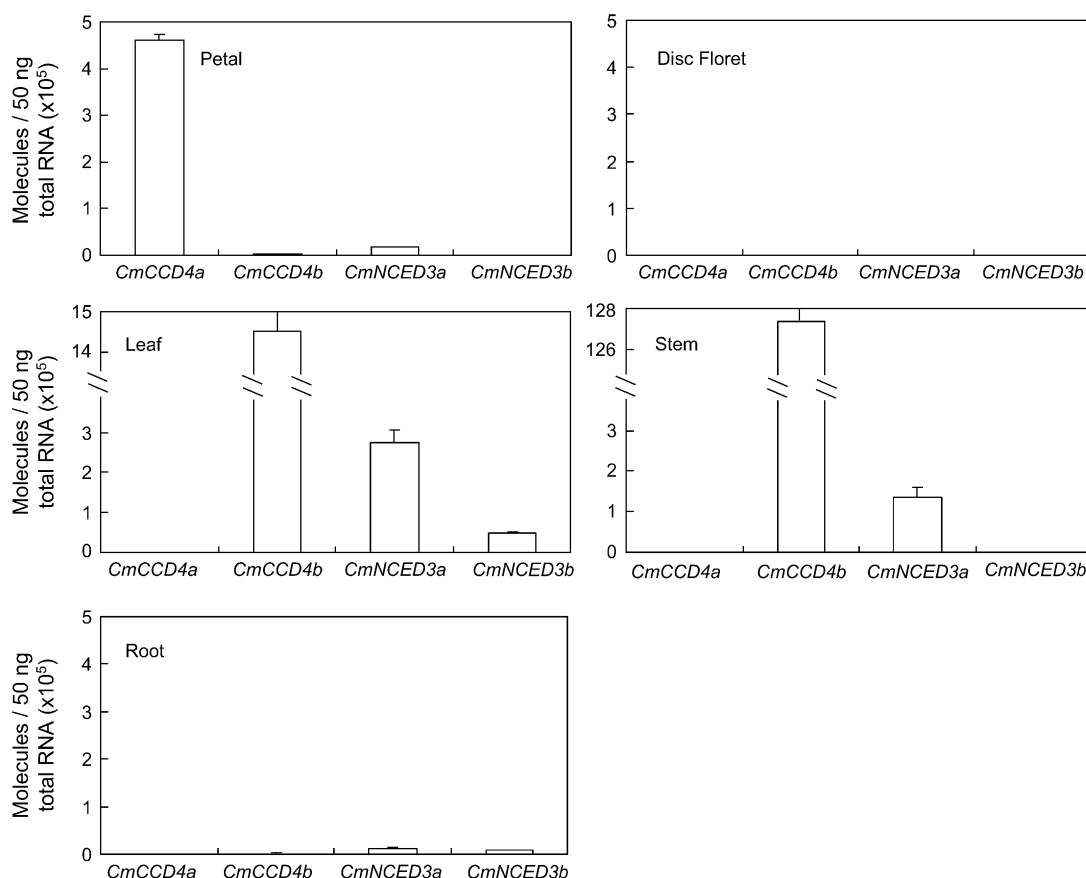 Molecules / 50 ng
total RNA (x10⁵)
5
4
3
2
1
0
Petal
CmCCD4a CmCCD4b CmNCED3a CmNCED3b
5
4
3
2
1
0
Disc Floret
CmCCD4a CmCCD4b CmNCED3a CmNCED3b
Molecules / 50 ng
total RNA (x10⁵)
15
14
3
2
1
0
Leaf
CmCCD4a CmCCD4b CmNCED3a CmNCED3b
128
126
3
2
1
0
Stem
CmCCD4a CmCCD4b CmNCED3a CmNCED3b
Molecules / 50 ng
total RNA (x10⁵)
5
4
3
2
1
0
Root
CmCCD4a CmCCD4b CmNCED3a CmNCED3b